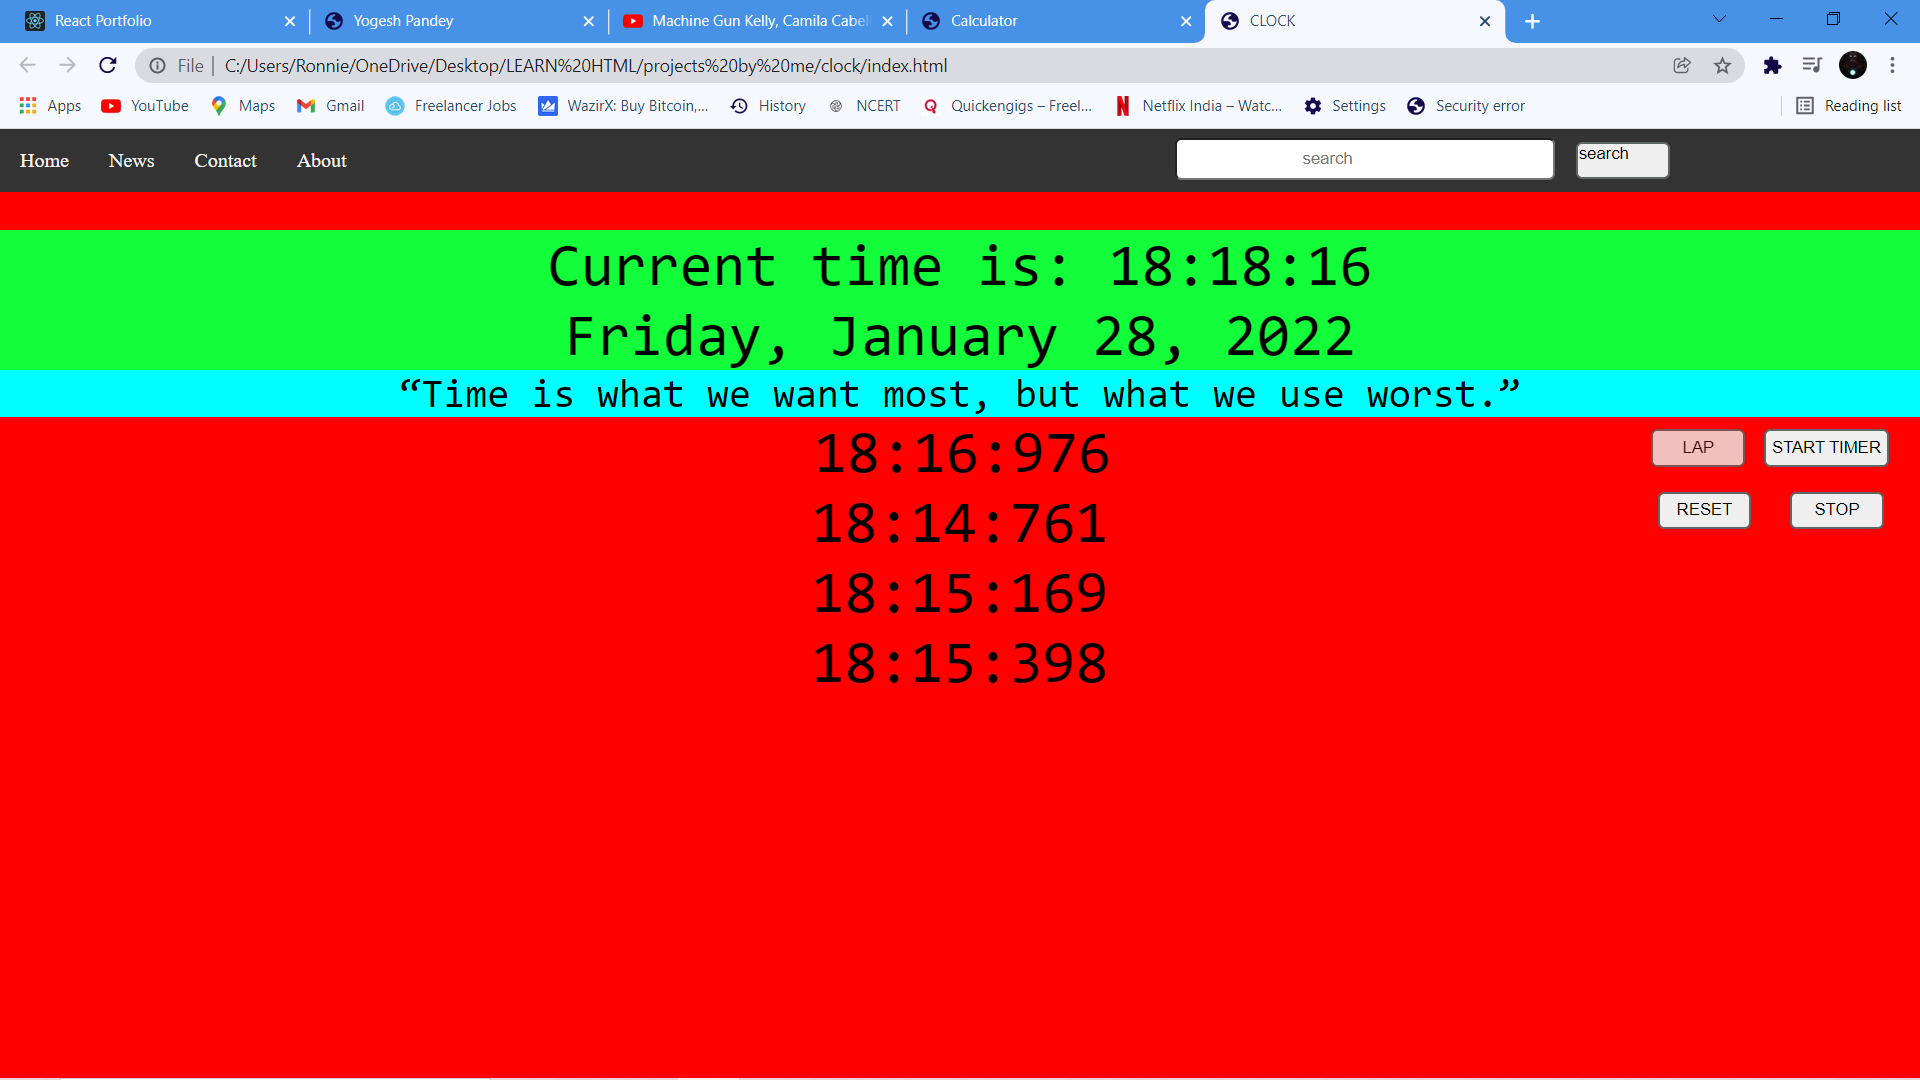 React Portfolio
Yogesh Pandey
Machine Gun Kelly, Camila Cabell
Calculator
CLOCK
File | C:/Users/Ronnie/OneDrive/Desktop/LEARN%20HTML/projects%20by%20me/clock/index.html
Apps YouTube Maps Gmail Freelancer Jobs WazirX: Buy Bitcoin,... History NCERT Quickengigs – Freel... Netflix India – Watc... Settings Security error Reading list
Home News Contact About search search
Current time is: 18:18:16
Friday, January 28, 2022
“Time is what we want most, but what we use worst.”
18:16:976
LAP START TIMER
18:14:761
RESET STOP
18:15:169
18:15:398